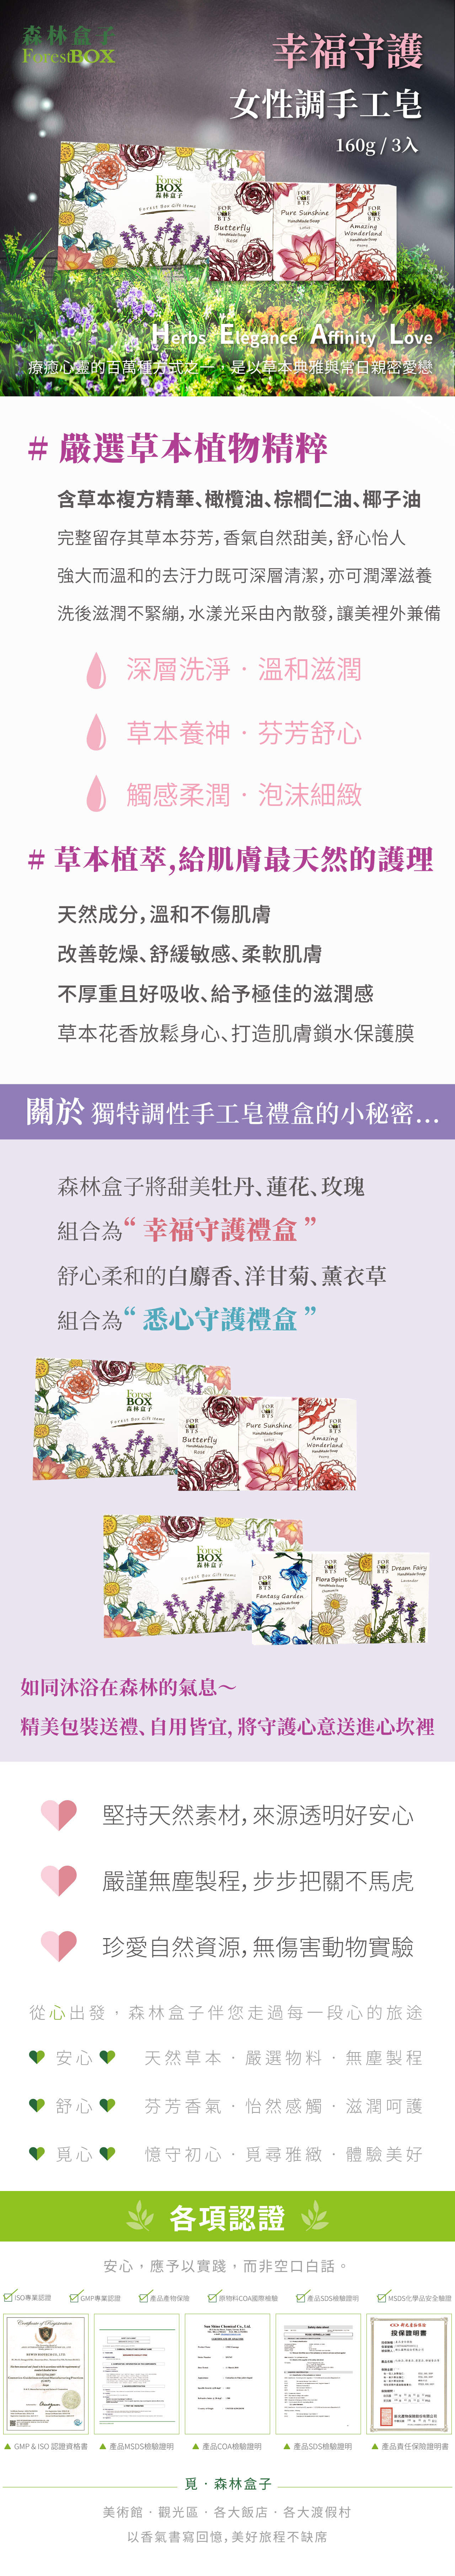 森林盒子
ForestBOX
幸福守護
女性調手工皂
160g / 3入
Forest
BOX
森林盒子
Forest Box Gift Items
FOR
BTS
Butterfly
HandMade Soap
Rose
FOR
BTS
Pure Sunshine
HandMade Soap
Lotus
FOR
BTS
Amazing
Wonderland
HandMade Soap
Peony
Herbs Elegance Affinity Love
療癒心靈的百萬種方式之一．是以草本典雅與常日親密愛戀
# 嚴選草本植物精粹
含草本複方精華、橄欖油、棕櫚仁油、椰子油
完整留存其草本芬芳，香氣自然甜美，舒心怡人
強大而溫和的去汙力既可深層清潔，亦可潤澤滋養
洗後滋潤不緊繃，水漾光采由內散發，讓美裡外兼備
深層洗淨．溫和滋潤
草本養神．芬芳舒心
觸感柔潤．泡沫細緻
# 草本植萃,給肌膚最天然的護理
天然成分，溫和不傷肌膚
改善乾燥、舒緩敏感、柔軟肌膚
不厚重且好吸收、給予極佳的滋潤感
草本花香放鬆身心、打造肌膚鎖水保護膜
關於 獨特調性手工皂禮盒的小秘密...
森林盒子將甜美牡丹、蓮花、玫瑰
組合為“ 幸福守護禮盒 ”
舒心柔和的白麝香、洋甘菊、薰衣草
組合為“ 悉心守護禮盒 ”
Forest
BOX
森林盒子
Forest Box Gift Items
FOR
BTS
Butterfly
HandMade Soap
Rose
FOR
BTS
Pure Sunshine
HandMade Soap
Lotus
FOR
BTS
Amazing
Wonderland
HandMade Soap
Peony
Forest
BOX
森林盒子
Forest Box Gift Items
FOR
BTS
Fantasy Garden
HandMade Soap
White Musk
FOR
BTS
Flora Spirit
HandMade Soap
Chamomile
FOR
BTS
Dream Fairy
HandMade Soap
Lavender
如同沐浴在森林的氣息～
精美包裝送禮、自用皆宜，將守護心意送進心坎裡
堅持天然素材，來源透明好安心
嚴謹無塵製程，步步把關不馬虎
珍愛自然資源，無傷害動物實驗
從心出發，森林盒子伴您走過每一段心的旅途
安心 天然草本．嚴選物料．無塵製程
舒心 芬芳香氣．怡然感觸．滋潤呵護
覓心 憶守初心．覓尋雅緻．體驗美好
各項認證
安心，應予以實踐，而非空口白話。
ISO專業認證
GMP專業認證
產品產物保險
原物料COA國際檢驗
產品SDS檢驗證明
MSDS化學品安全驗證
Certificate of Registration
Sun Shine Chemical Co., Ltd.
投保證明書
▲ GMP & ISO 認證資格書
▲ 產品MSDS檢驗證明
▲ 產品COA檢驗證明
▲ 產品SDS檢驗證明
▲ 產品責任保險證明書
覓．森林盒子
美術館．觀光區．各大飯店．各大渡假村
以香氣書寫回憶，美好旅程不缺席